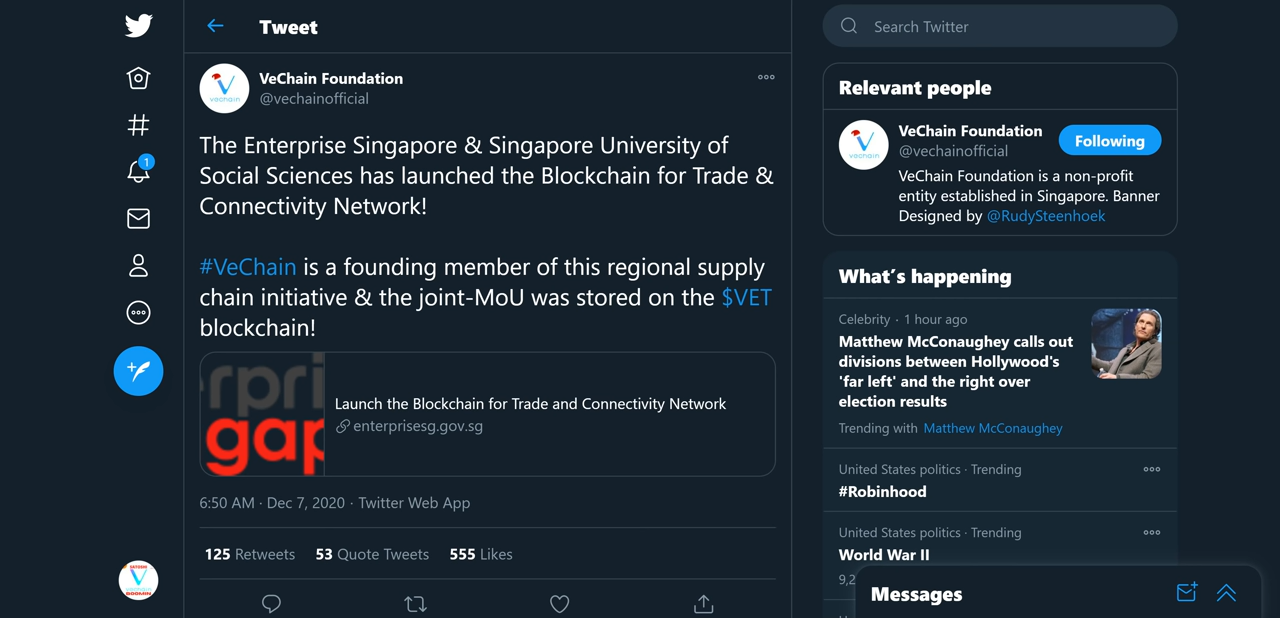 Tweet
VeChain Foundation
@vechainofficial
The Enterprise Singapore & Singapore University of
Social Sciences has launched the Blockchain for Trade &
Connectivity Network!
#VeChain is a founding member of this regional supply
chain initiative & the joint-MoU was stored on the $VET
blockchain!
rpri
gap
Launch the Blockchain for Trade and Connectivity Network
enterprisesg.gov.sg
6:50 AM · Dec 7, 2020 · Twitter Web App
125 Retweets 53 Quote Tweets 555 Likes
1
Search Twitter
Relevant people
VeChain Foundation
@vechainofficial
Following
VeChain Foundation is a non-profit
entity established in Singapore. Banner
Designed by @RudySteenhoek
What's happening
Celebrity · 1 hour ago
Matthew McConaughey calls out
divisions between Hollywood's
'far left' and the right over
election results
Trending with Matthew McConaughey
United States politics · Trending
#Robinhood
United States politics · Trending
World War II
9,2
Messages
vechain
vechain